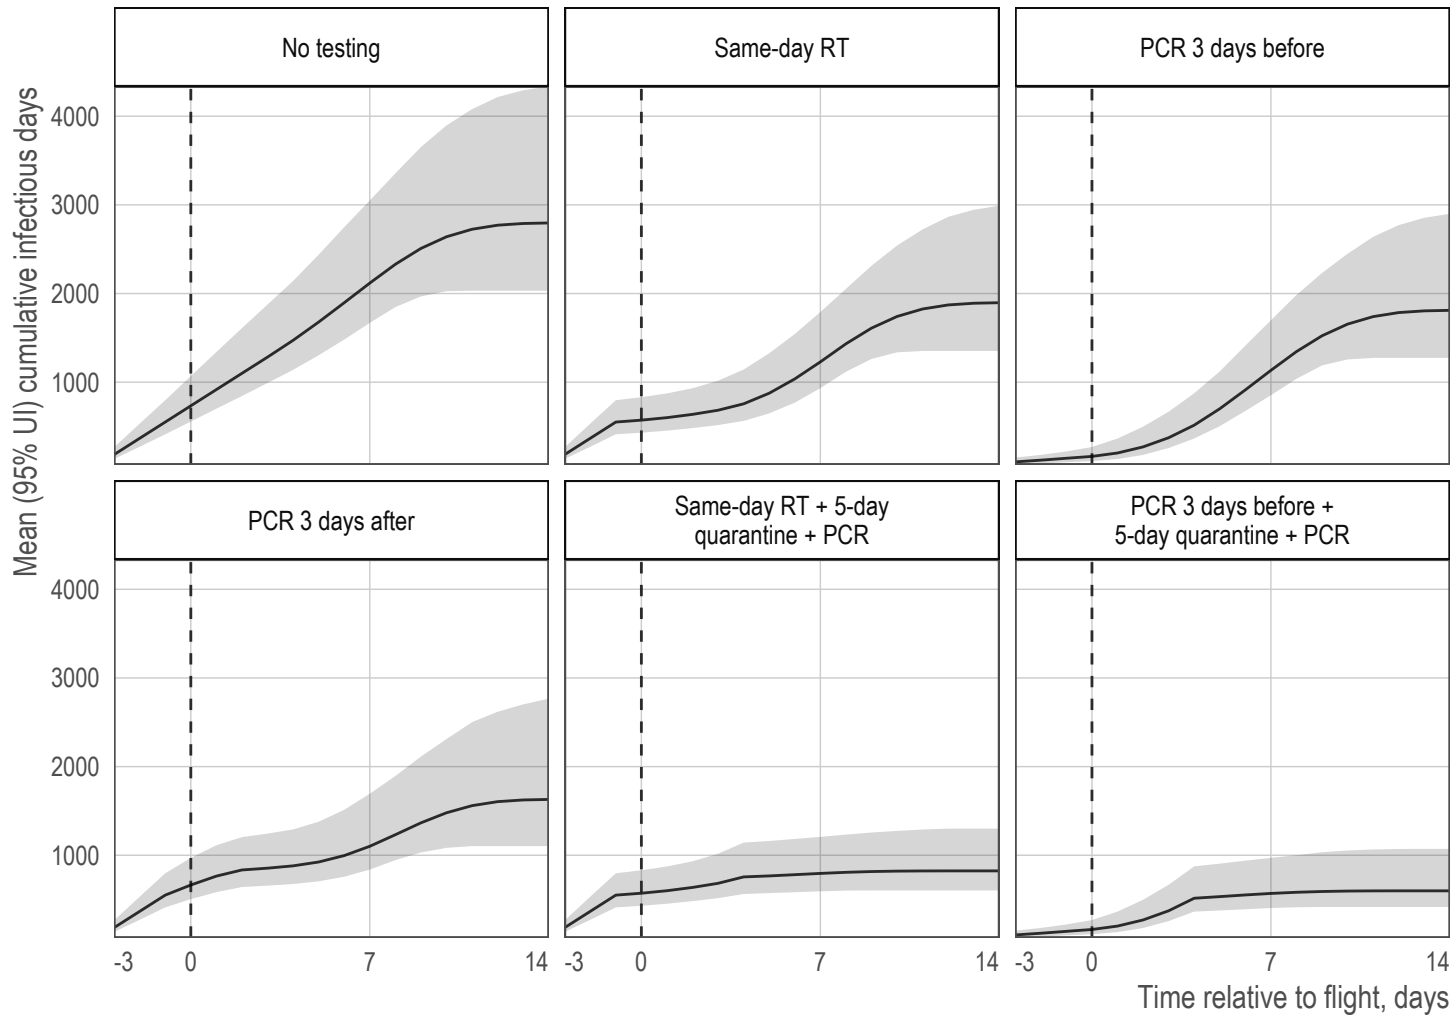 No testing
Same-day RT
PCR 3 days before
Mean (95% UI) cumulative infectious days
4000
3000
2000
1000
PCR 3 days after
Same-day RT + 5-day
quarantine + PCR
PCR 3 days before +
5-day quarantine + PCR
4000
3000
2000
1000
-3 0 7 14
-3 0 7 14
-3 0 7 14
Time relative to flight, days